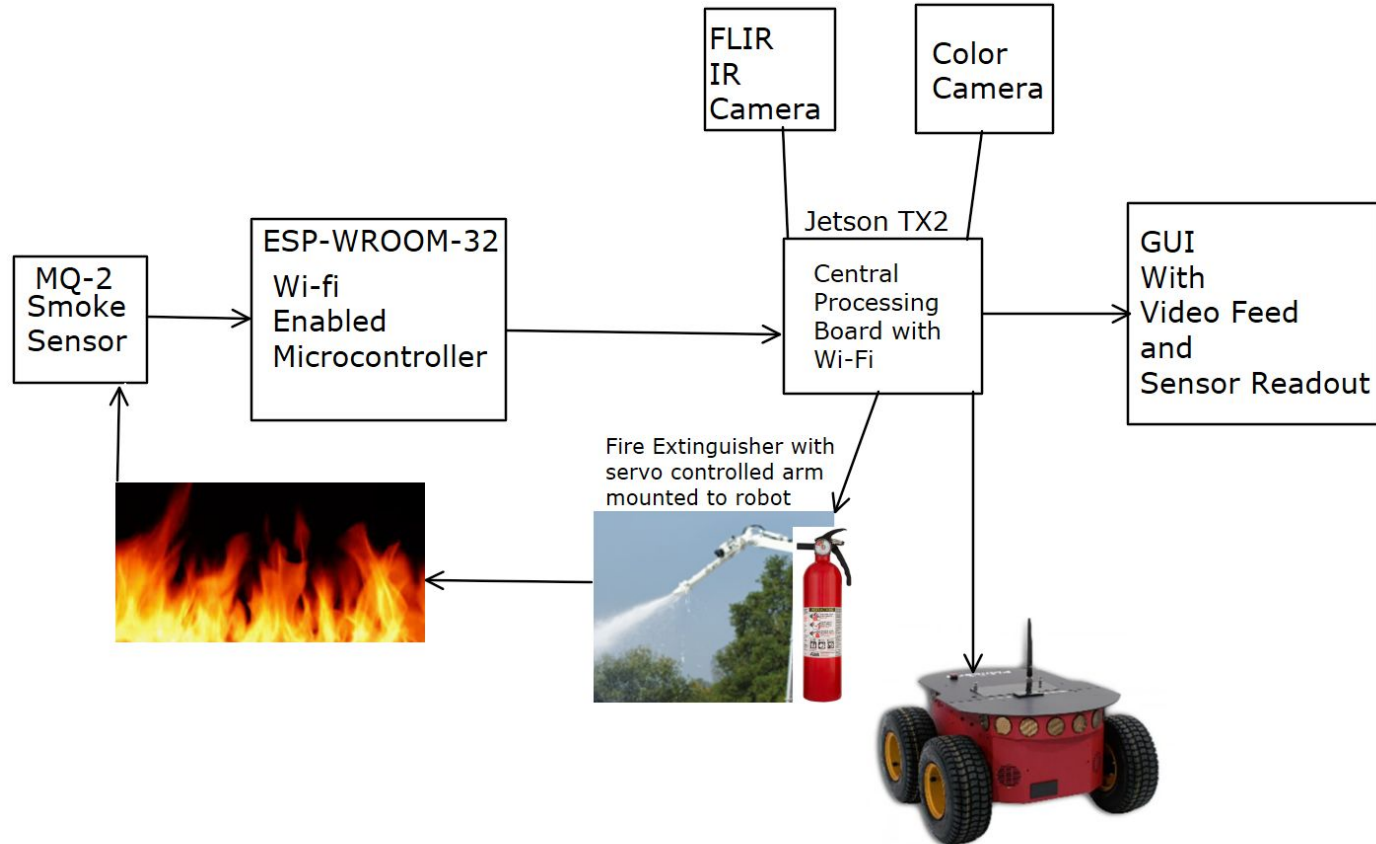 FLIR
IR
Camera
Color
Camera
MQ-2
Smoke
Sensor
ESP-WROOM-32
Wi-fi
Enabled
Microcontroller
Jetson TX2
Central
Processing
Board with
Wi-Fi
GUI
With
Video Feed
and
Sensor Readout
Fire Extinguisher with
servo controlled arm
mounted to robot